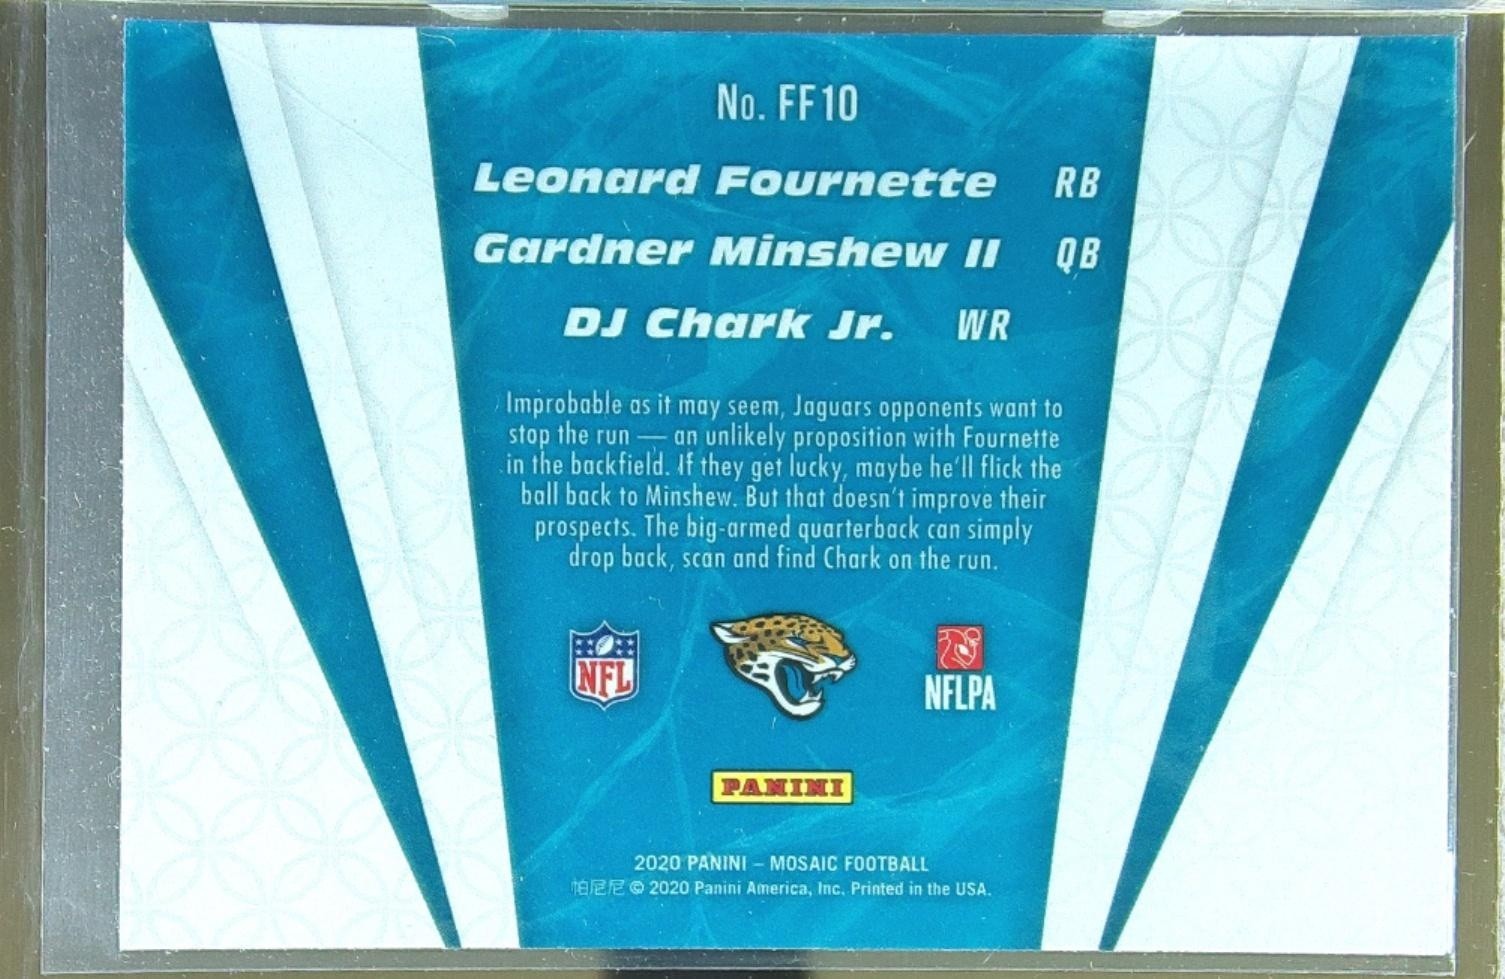 No. FF10
Leonard Fournette RB
Gardner Minshew II QB
DJ Chark Jr. WR
Improbable as it may seem, Jaguars opponents want to
stop the run — an unlikely proposition with Fournette
in the backfield. If they get lucky, maybe he'll flick the
ball back to Minshew. But that doesn't improve their
prospects. The big-armed quarterback can simply
drop back, scan and find Chark on the run.
NFL
NFLPA
PANINI
2020 PANINI – MOSAIC FOOTBALL
帕尼尼 © 2020 Panini America, Inc. Printed in the USA.